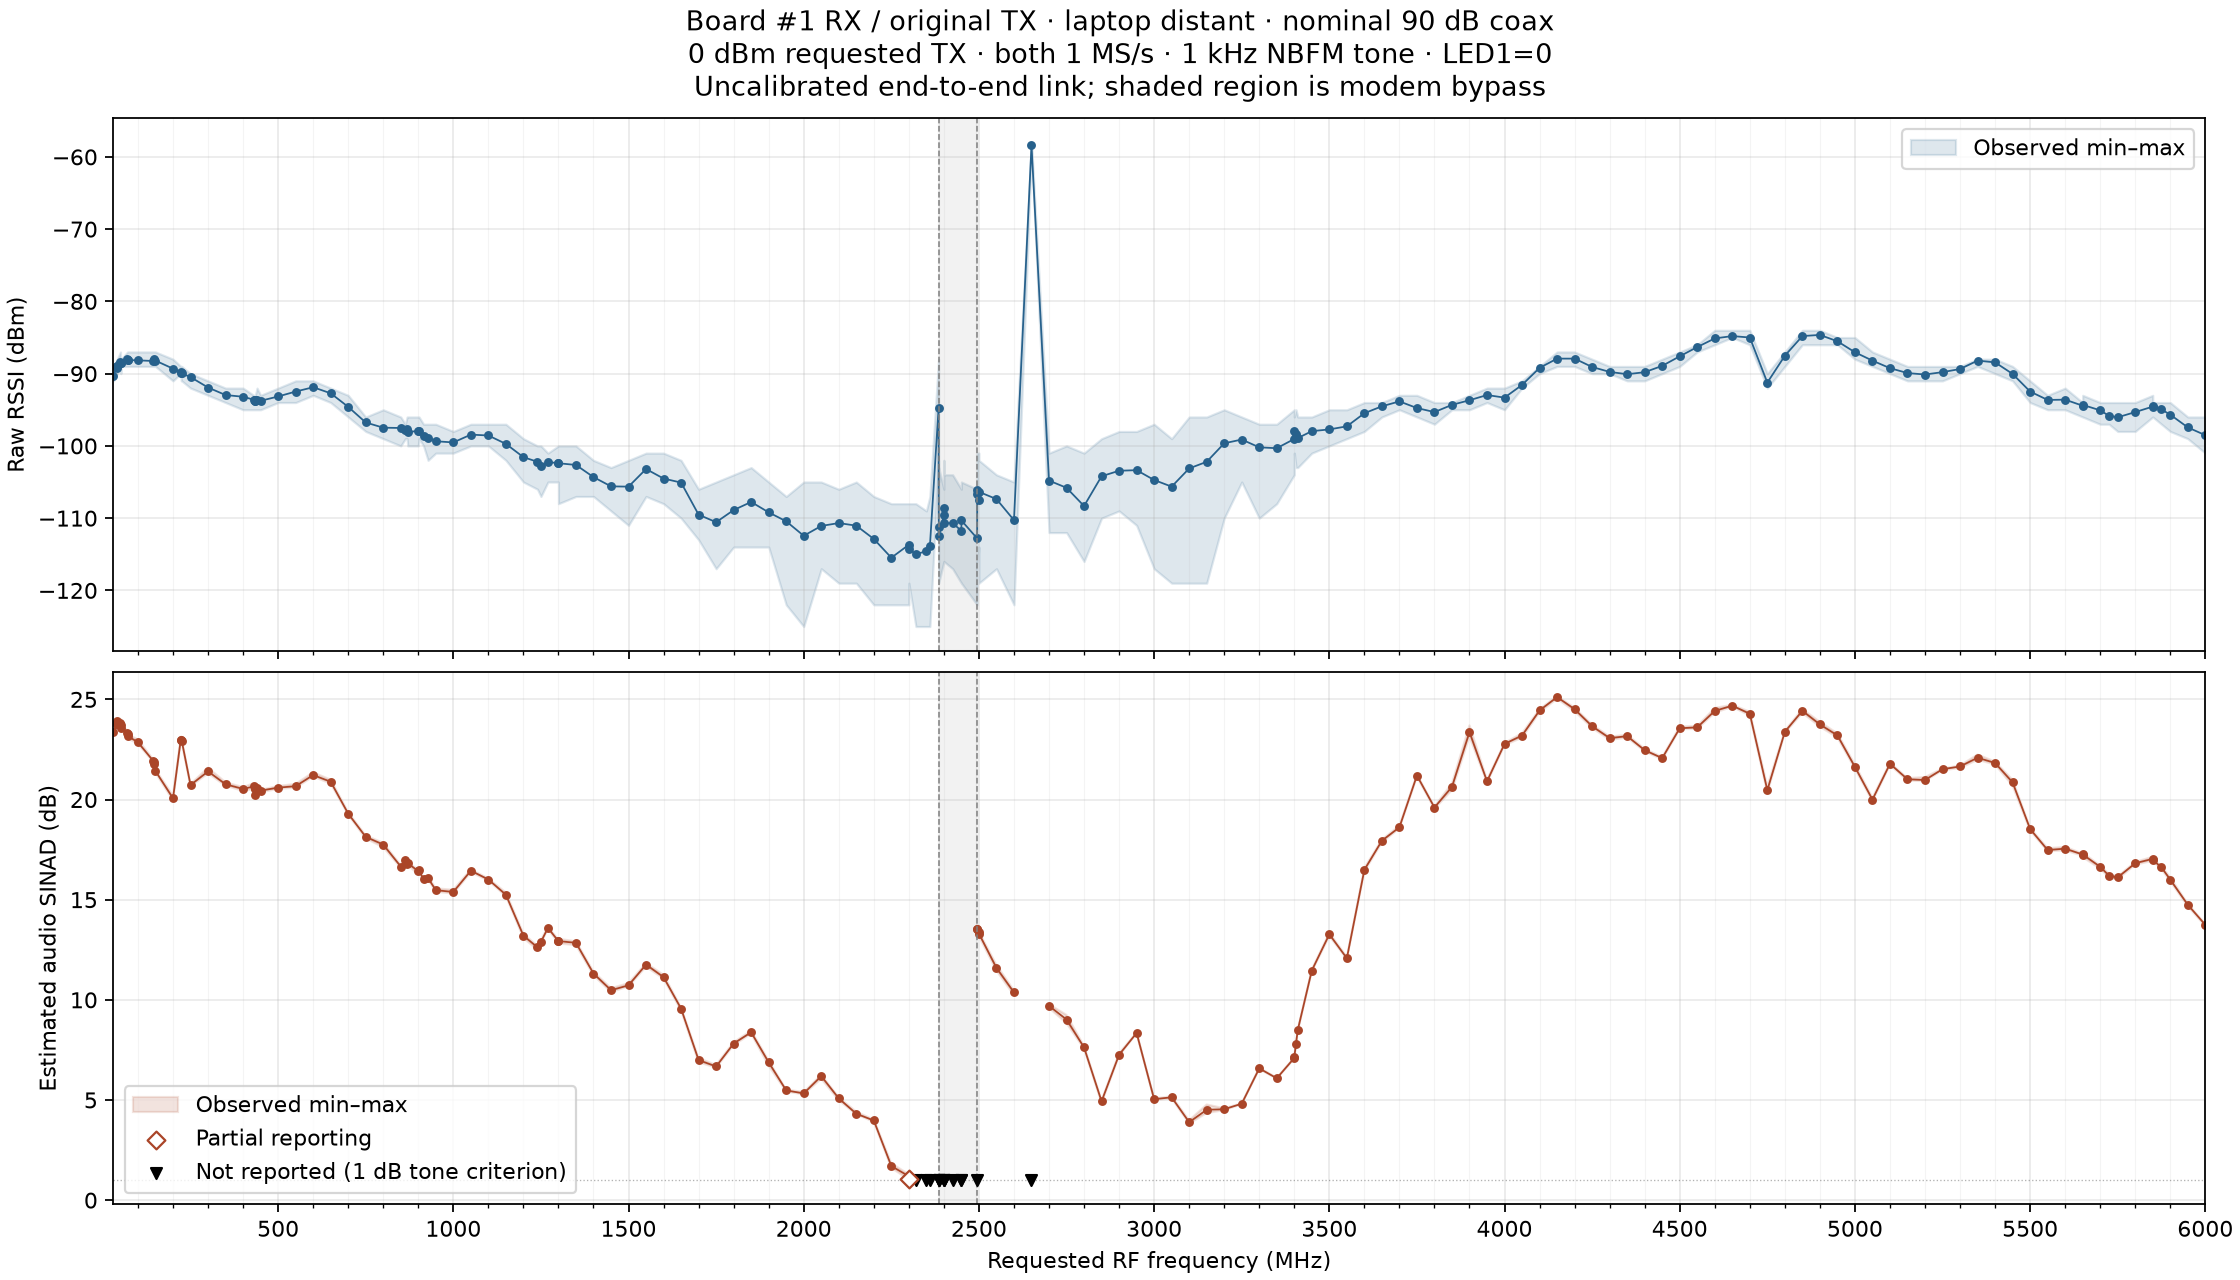 Board #1 RX / original TX · laptop distant · nominal 90 dB coax
0 dBm requested TX · both 1 MS/s · 1 kHz NBFM tone · LED1=0
Uncalibrated end-to-end link; shaded region is modem bypass
Raw RSSI (dBm)
−60
−70
−80
−90
−100
−110
−120
Observed min–max
Estimated audio SINAD (dB)
25
20
15
10
5
0
Observed min–max
Partial reporting
Not reported (1 dB tone criterion)
500 1000 1500 2000 2500 3000 3500 4000 4500 5000 5500 6000
Requested RF frequency (MHz)